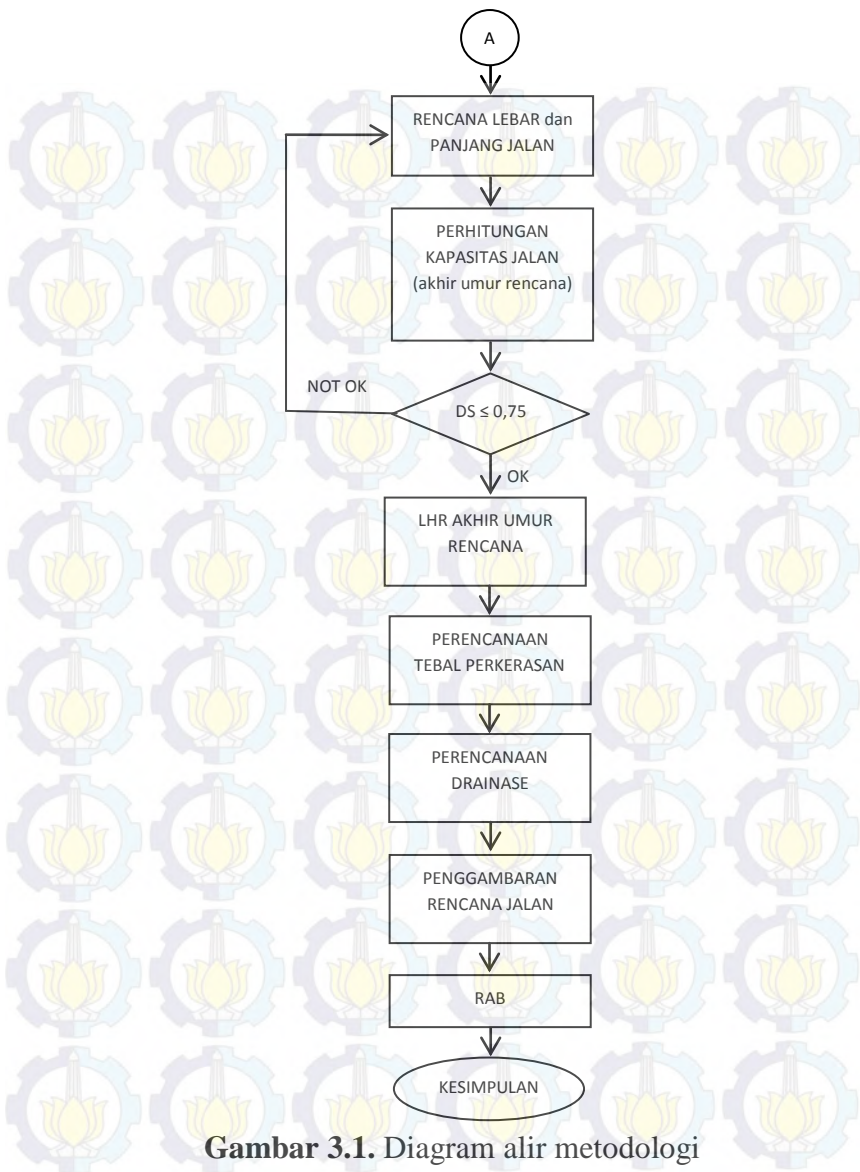 A
RENCANA LEBAR dan
PANJANG JALAN
PERHITUNGAN
KAPASITAS JALAN
(akhir umur rencana)
NOT OK
DS ≤ 0,75
OK
LHR AKHIR UMUR
RENCANA
PERENCANAAN
TEBAL PERKERASAN
PERENCANAAN
DRAINASE
PENGGAMBARAN
RENCANA JALAN
RAB
KESIMPULAN
Gambar 3.1. Diagram alir metodologi